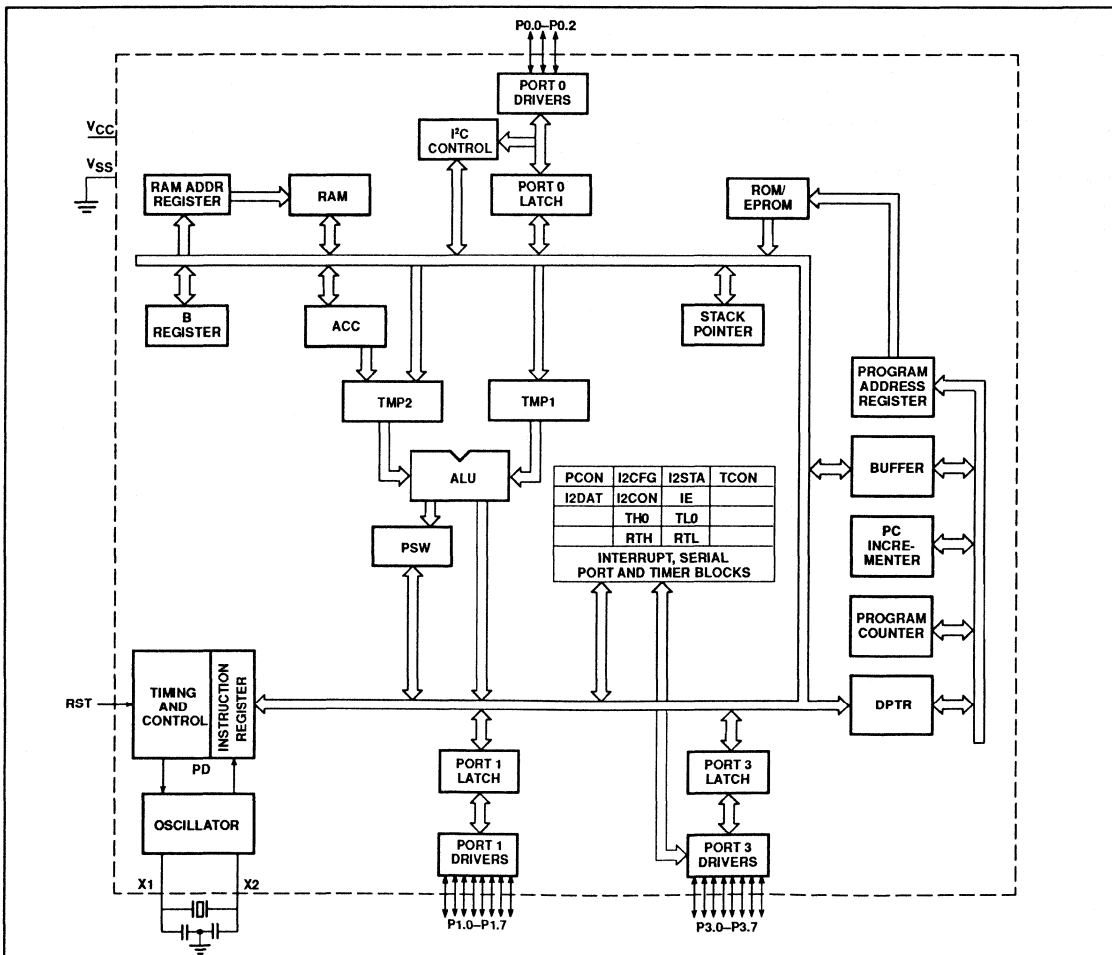 P0.0–P0.2
PORT 0
DRIVERS
VCC
I²C
CONTROL
VSS
RAM ADDR
REGISTER
RAM
PORT 0
LATCH
ROM/
EPROM
B
REGISTER
ACC
STACK
POINTER
PROGRAM
ADDRESS
REGISTER
TMP2
TMP1
BUFFER
ALU
PCON I2CFG I2STA TCON
I2DAT I2CON IE
TH0 TL0
RTH RTL
INTERRUPT, SERIAL
PORT AND TIMER BLOCKS
PSW
PC
INCRE-
MENTER
PROGRAM
COUNTER
RST
TIMING
AND
CONTROL
INSTRUCTION
REGISTER
DPTR
PD
PORT 1
LATCH
PORT 3
LATCH
OSCILLATOR
PORT 1
DRIVERS
PORT 3
DRIVERS
X1
X2
P1.0–P1.7
P3.0–P3.7